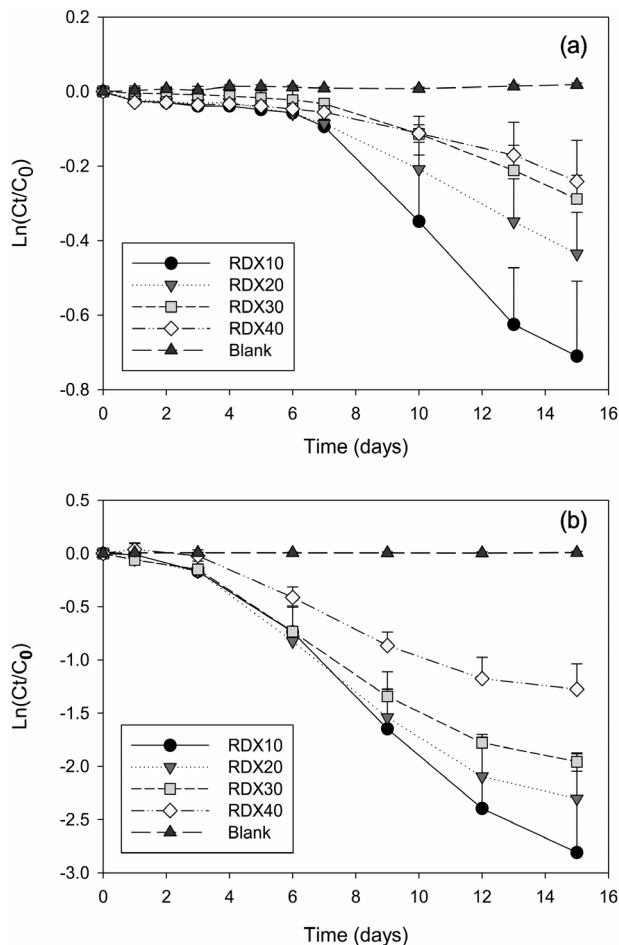 0.2
(a)
0.0
-0.2
-0.4
-0.6
-0.8
Ln(Ct/C0)
RDX10
RDX20
RDX30
RDX40
Blank
0 2 4 6 8 10 12 14 16
Time (days)
0.5
(b)
0.0
-0.5
-1.0
-1.5
-2.0
-2.5
-3.0
Ln(Ct/C0)
RDX10
RDX20
RDX30
RDX40
Blank
0 2 4 6 8 10 12 14 16
Time (days)